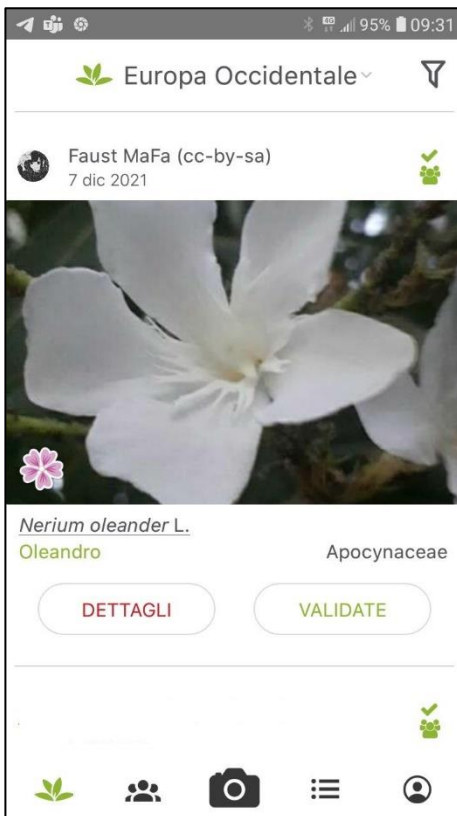 4G 95% 09:31
Europa Occidentale
Faust MaFa (cc-by-sa)
7 dic 2021
Nerium oleander L.
Oleandro Apocynaceae
DETTAGLI VALIDATE